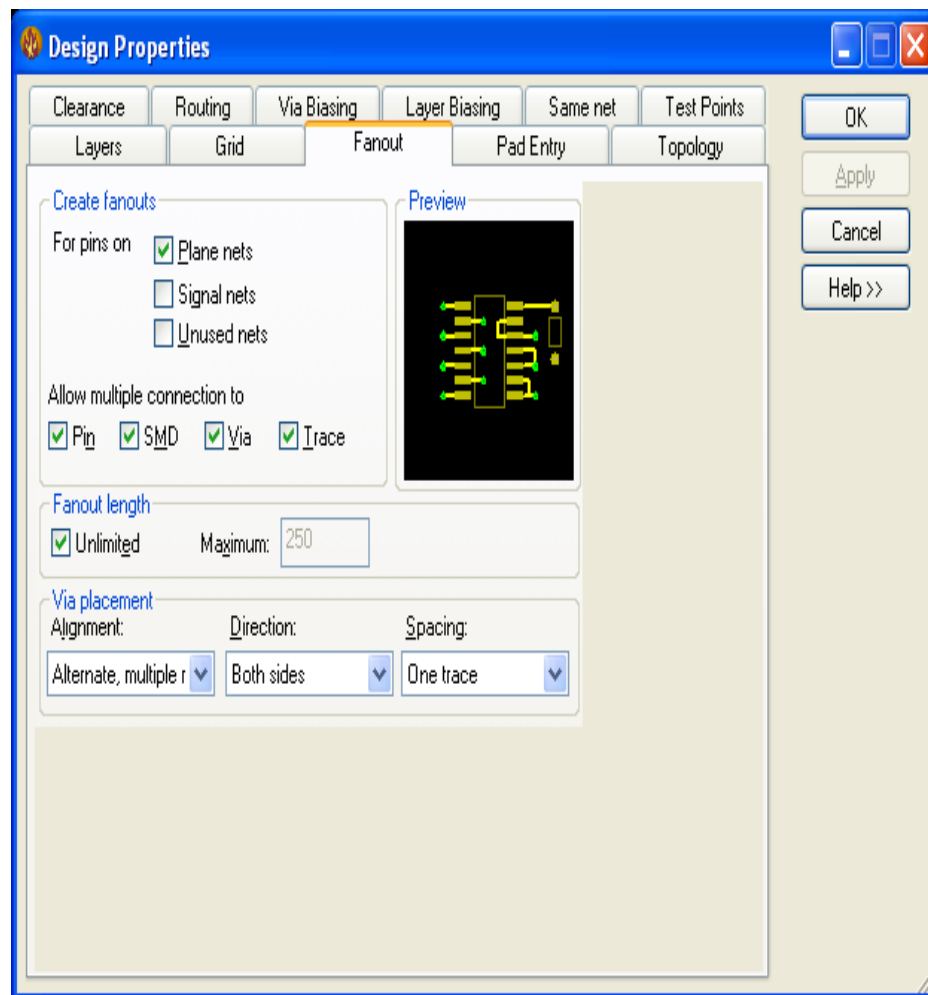 Design Properties
Clearance Routing Via Biasing Layer Biasing Same net Test Points
Layers Grid Fanout Pad Entry Topology
OK
Apply
Cancel
Help >>
Create fanouts
For pins on
Plane nets
Signal nets
Unused nets
Allow multiple connection to
Pin SMD Via Trace
Preview
Fanout length
Unlimited Maximum: 250
Via placement
Alignment: Direction: Spacing:
Alternate, multiple r Both sides One trace